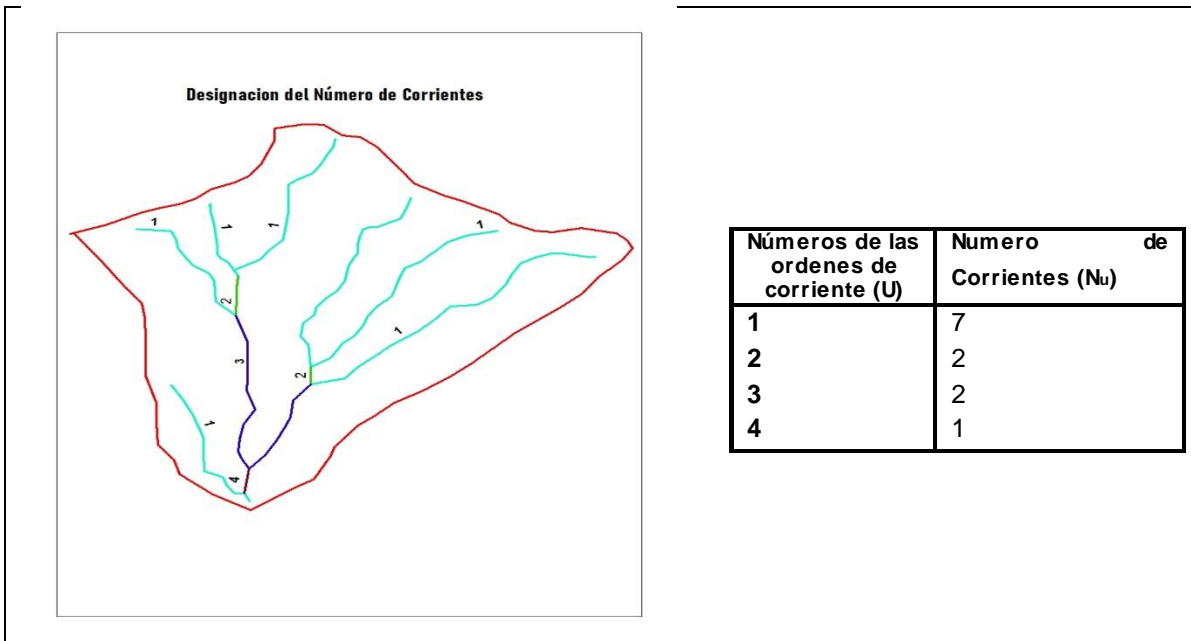 Designacion del Número de Corrientes
1
1
1
1
2
3
2
1
1
4
Números de las
ordenes de
corriente (U)
Numero de
Corrientes (Nu)
1 7
2 2
3 2
4 1